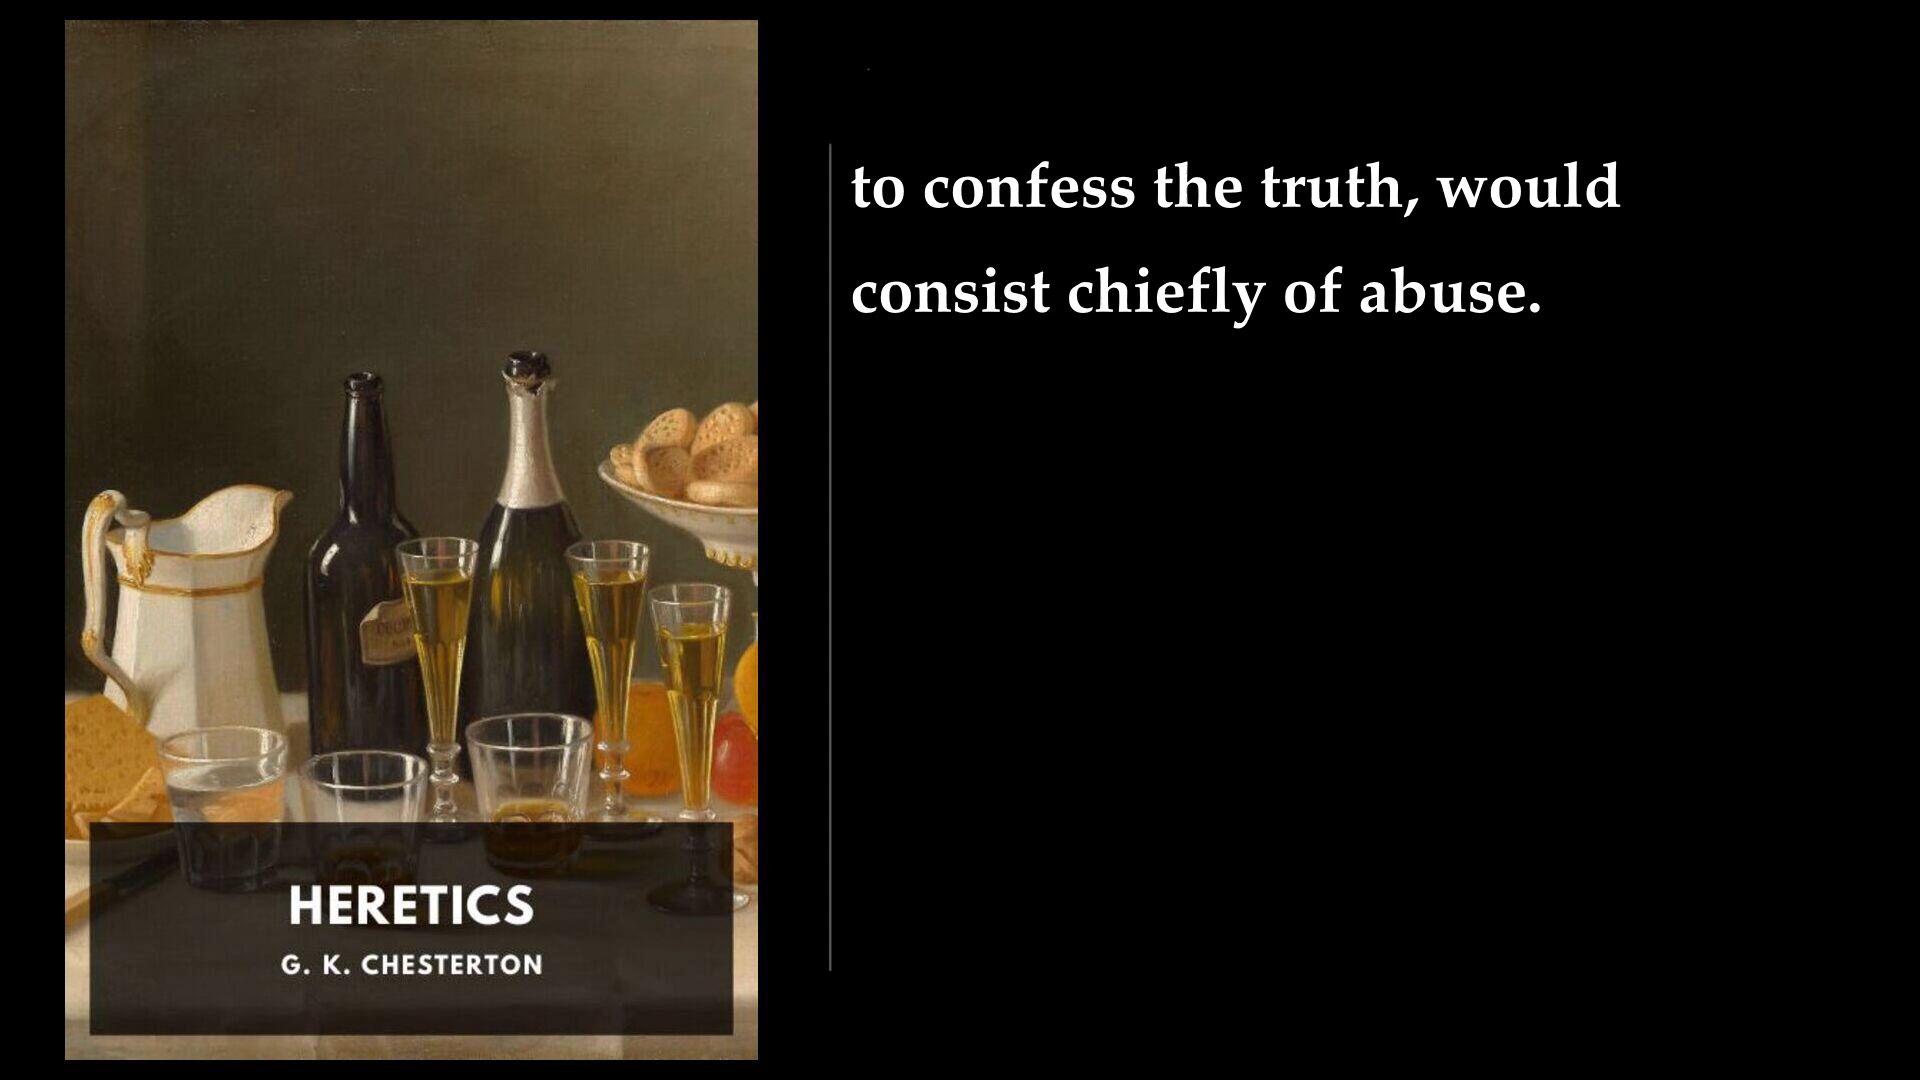 to confess the truth, would
consist chiefly of abuse.
HERETICS
G. K. CHESTERTON